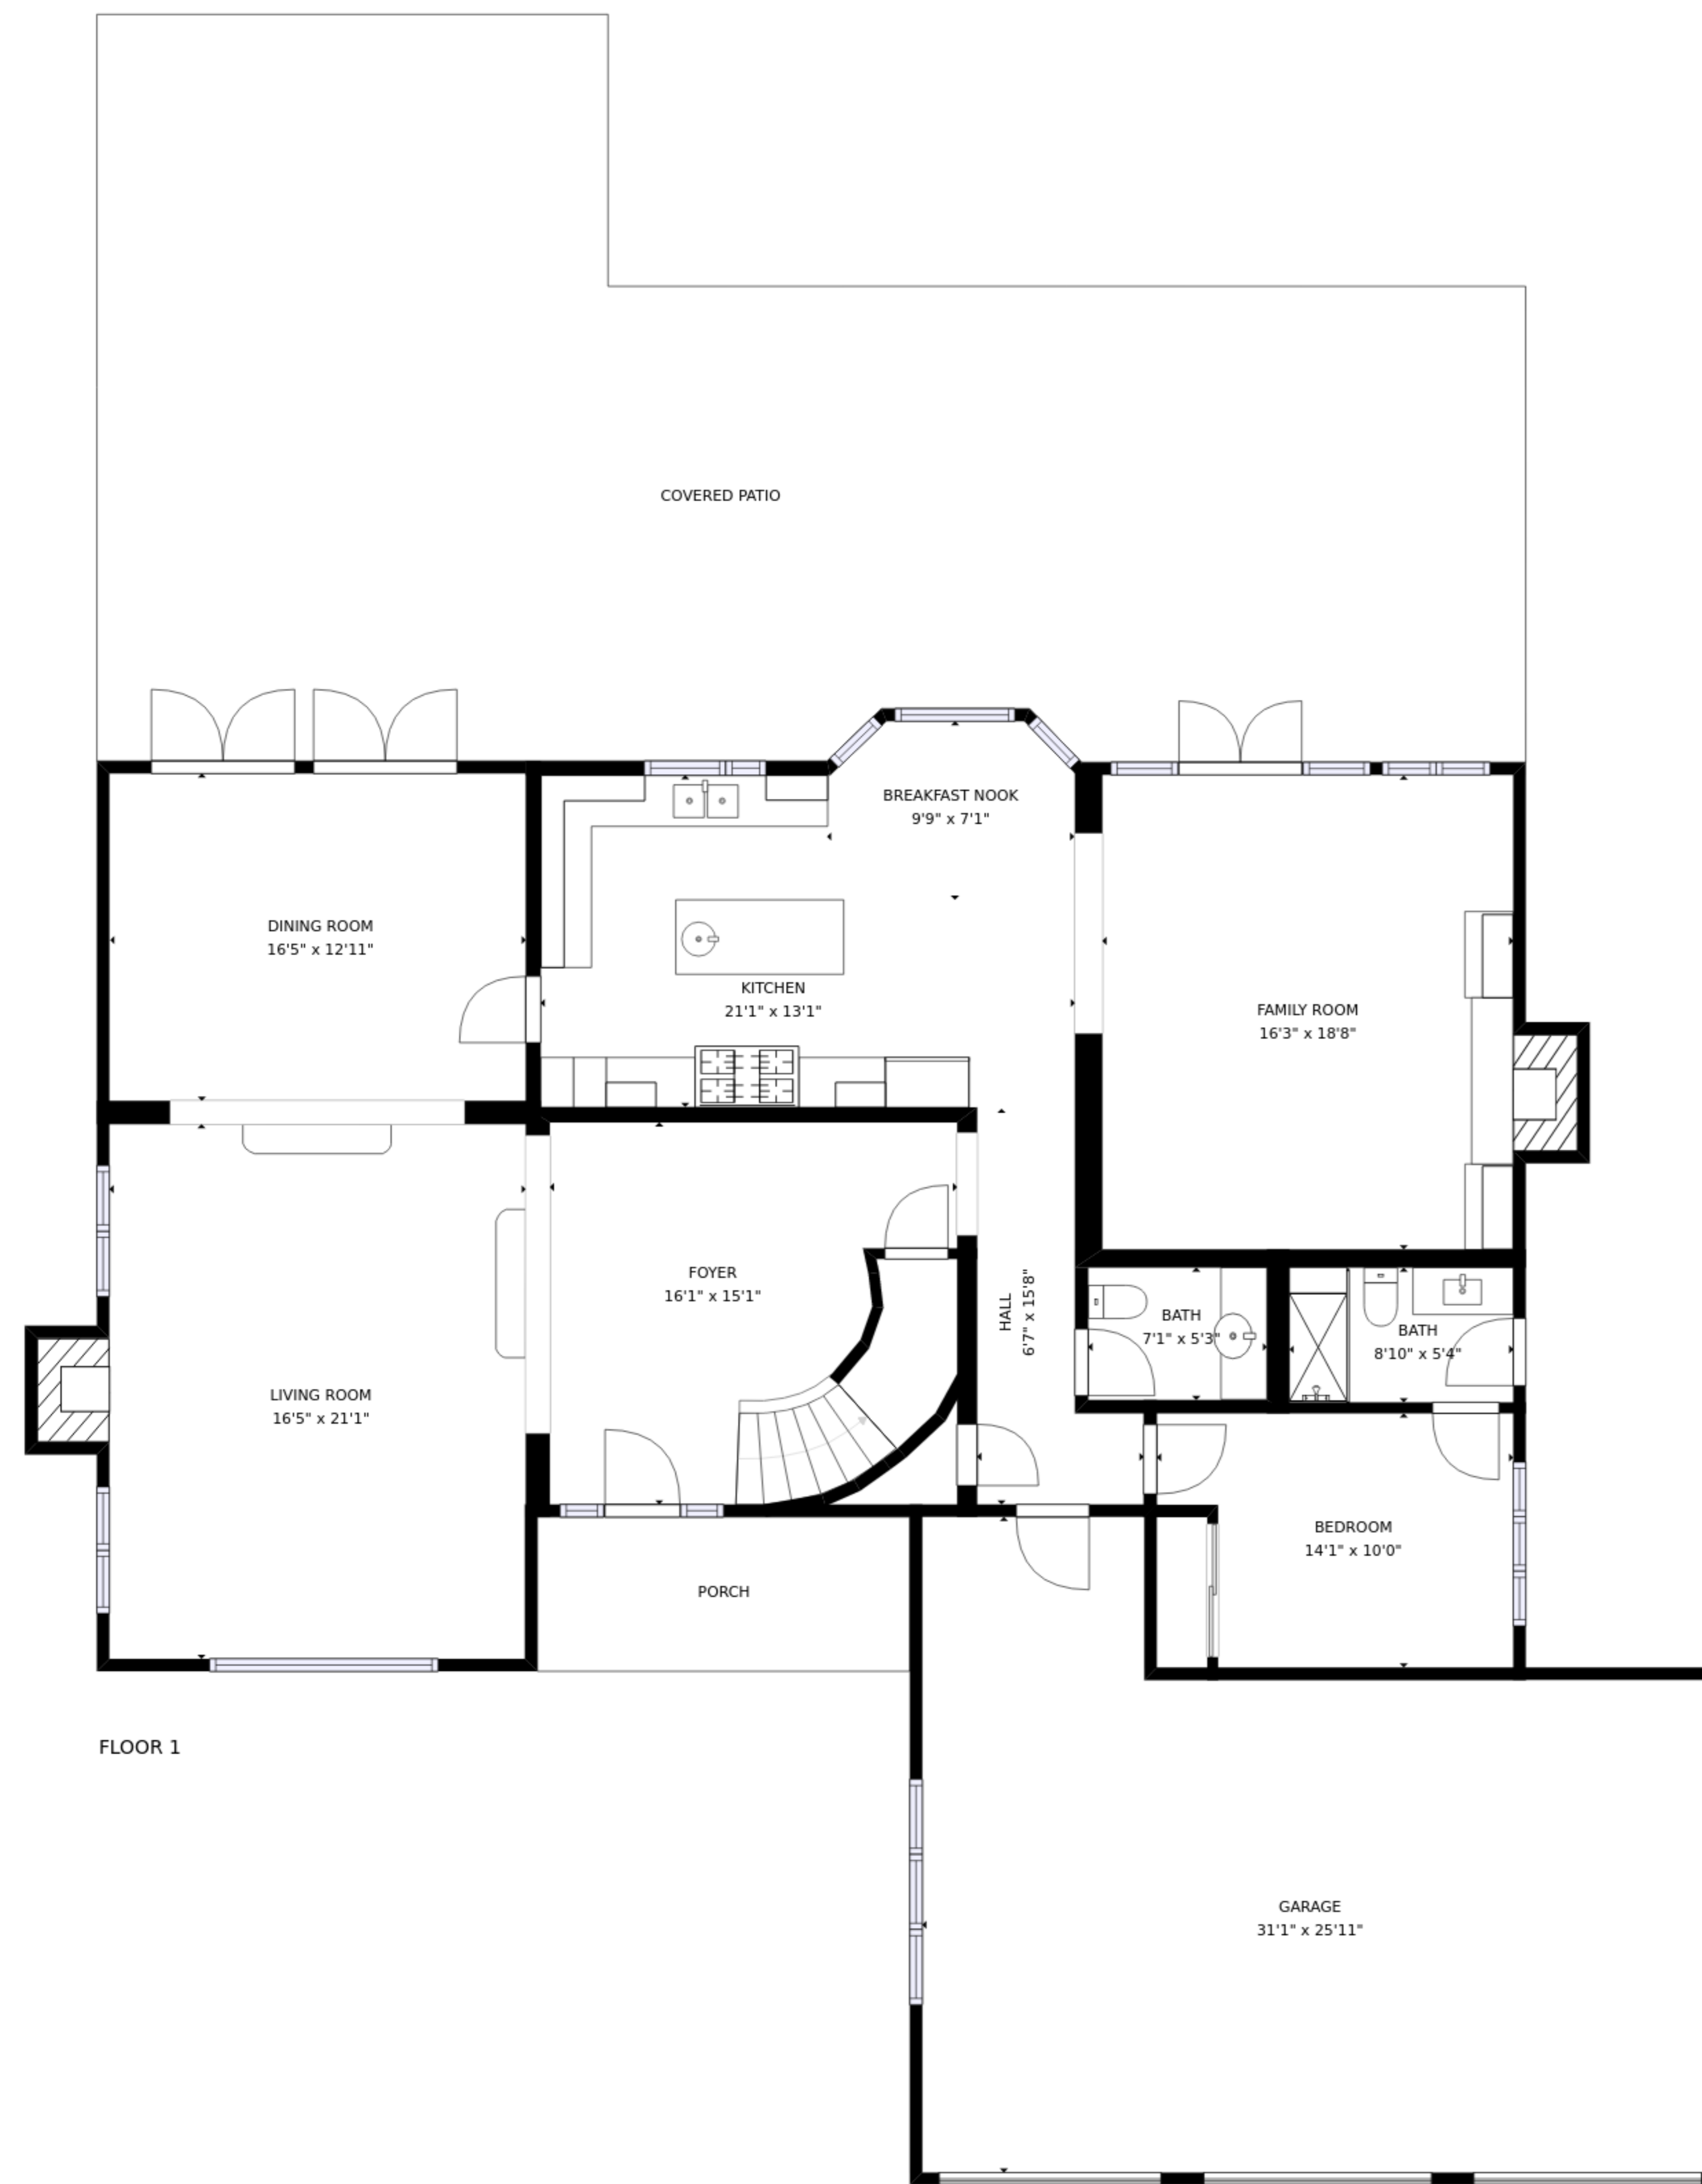 COVERED PATIO
BREAKFAST NOOK
9'9" x 7'1"
DINING ROOM
16'5" x 12'11"
KITCHEN
21'1" x 13'1"
FAMILY ROOM
16'3" x 18'8"
FOYER
16'1" x 15'1"
HALL
6'7" x 15'8"
BATH
7'1" x 5'3"
BATH
8'10" x 5'4"
LIVING ROOM
16'5" x 21'1"
BEDROOM
14'1" x 10'0"
PORCH
FLOOR 1
GARAGE
31'1" x 25'11"